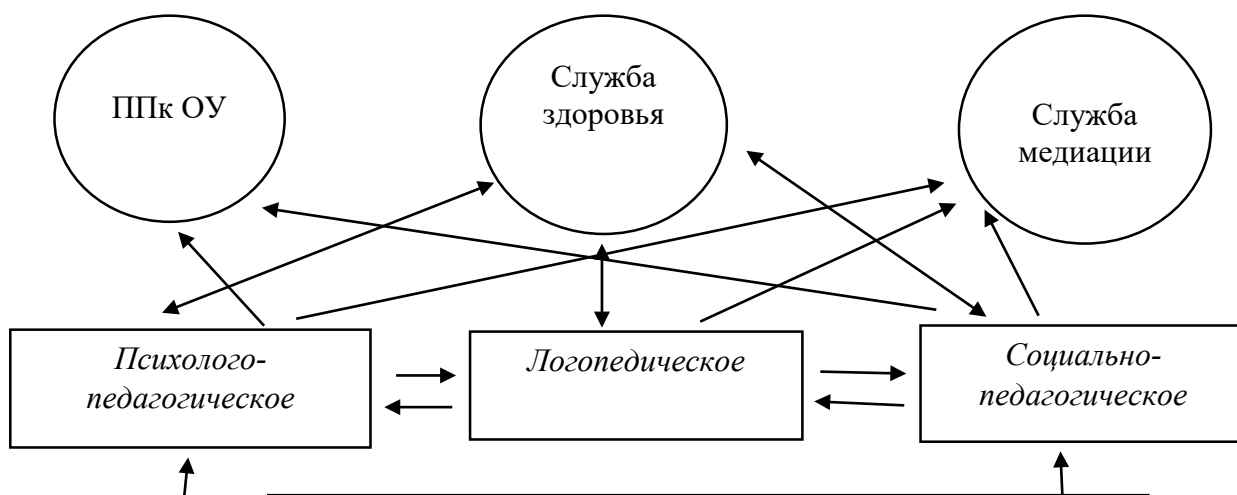 ППк ОУ
Служба
здоровья
Служба
медиации
Психолого-
педагогическое
Логопедическое
Социально-
педагогическое